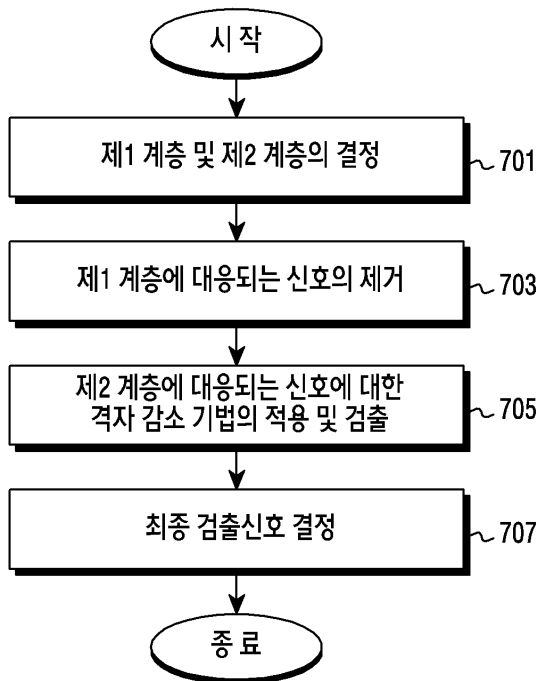 시 작
제1 계층 및 제2 계층의 결정
701
제1 계층에 대응되는 신호의 제거
703
제2 계층에 대응되는 신호에 대한
격자 감소 기법의 적용 및 검출
705
최종 검출신호 결정
707
종 료